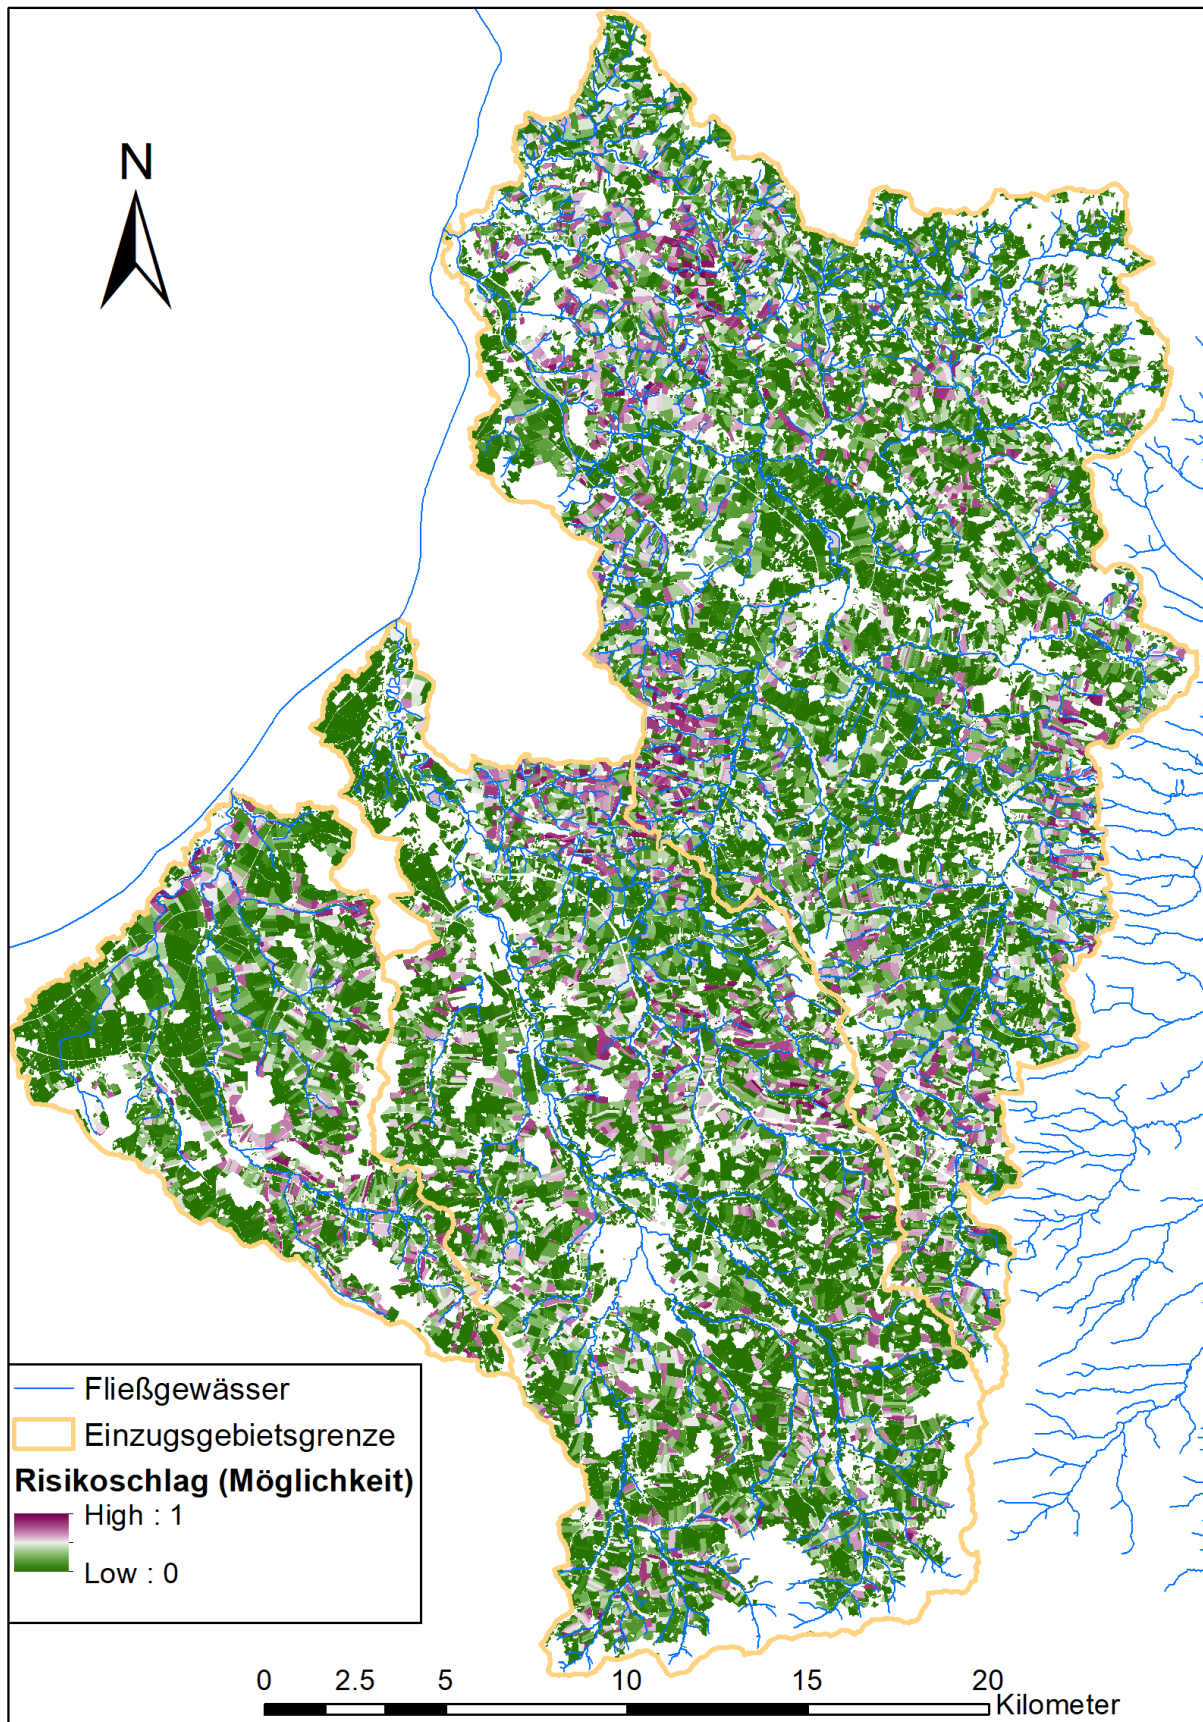 N
Fließgewässer
Einzugsgebietsgrenze
Risikoschlag (Möglichkeit)
High : 1
Low : 0
0 2.5 5 10 15 20
Kilometer